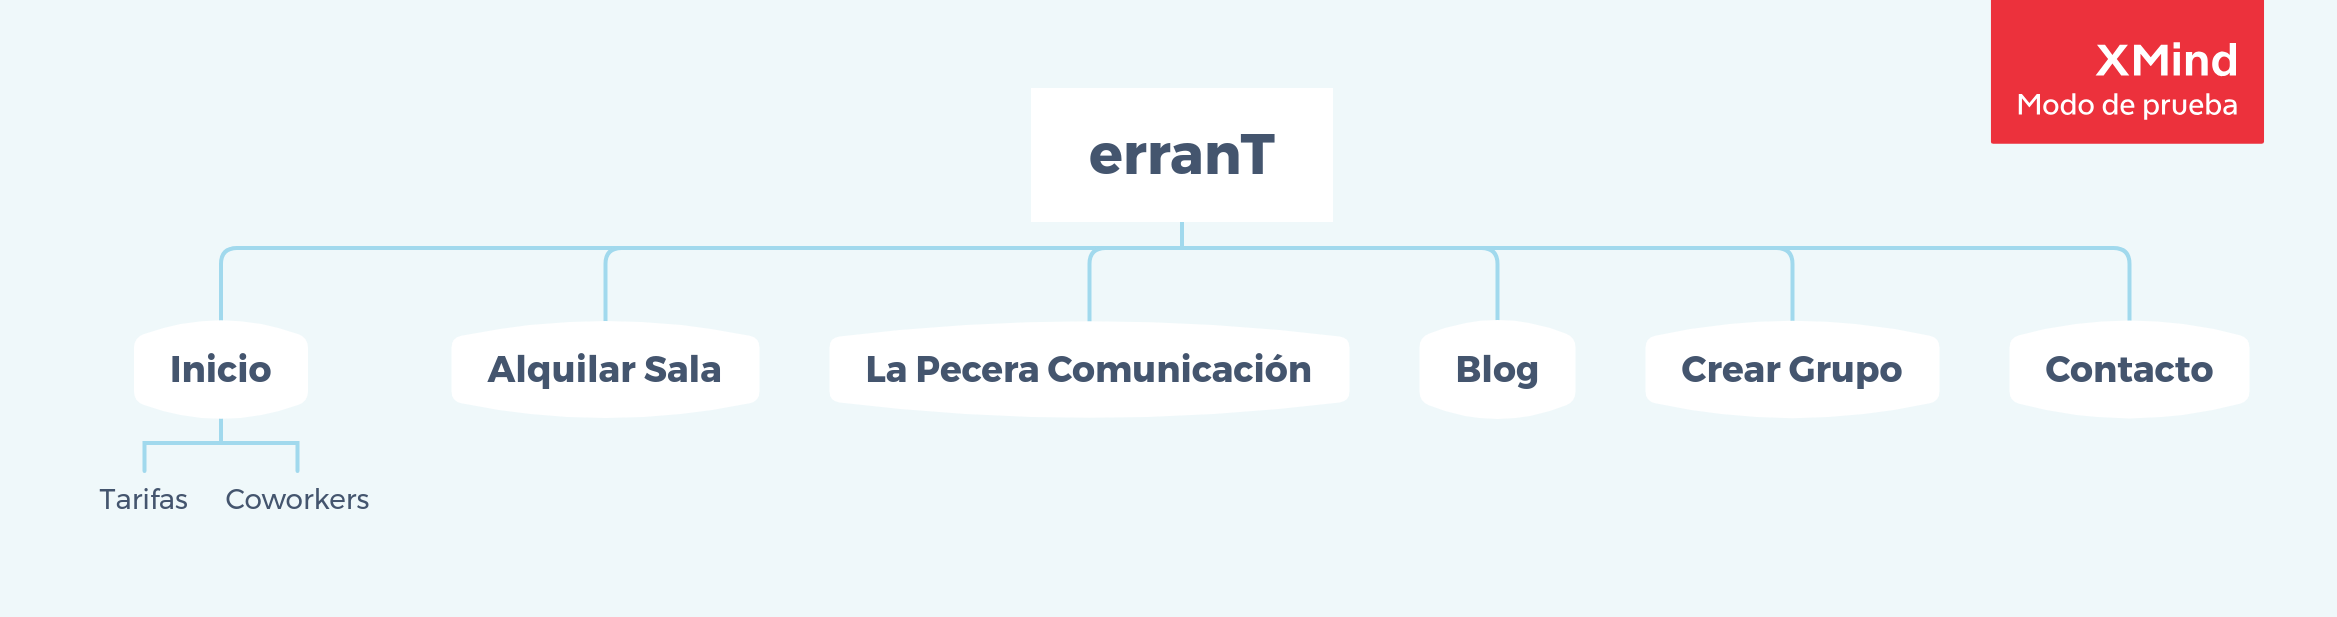 XMind
Modo de prueba
erranT
Inicio
Alquilar Sala
La Pecera Comunicación
Blog
Crear Grupo
Contacto
Tarifas
Coworkers